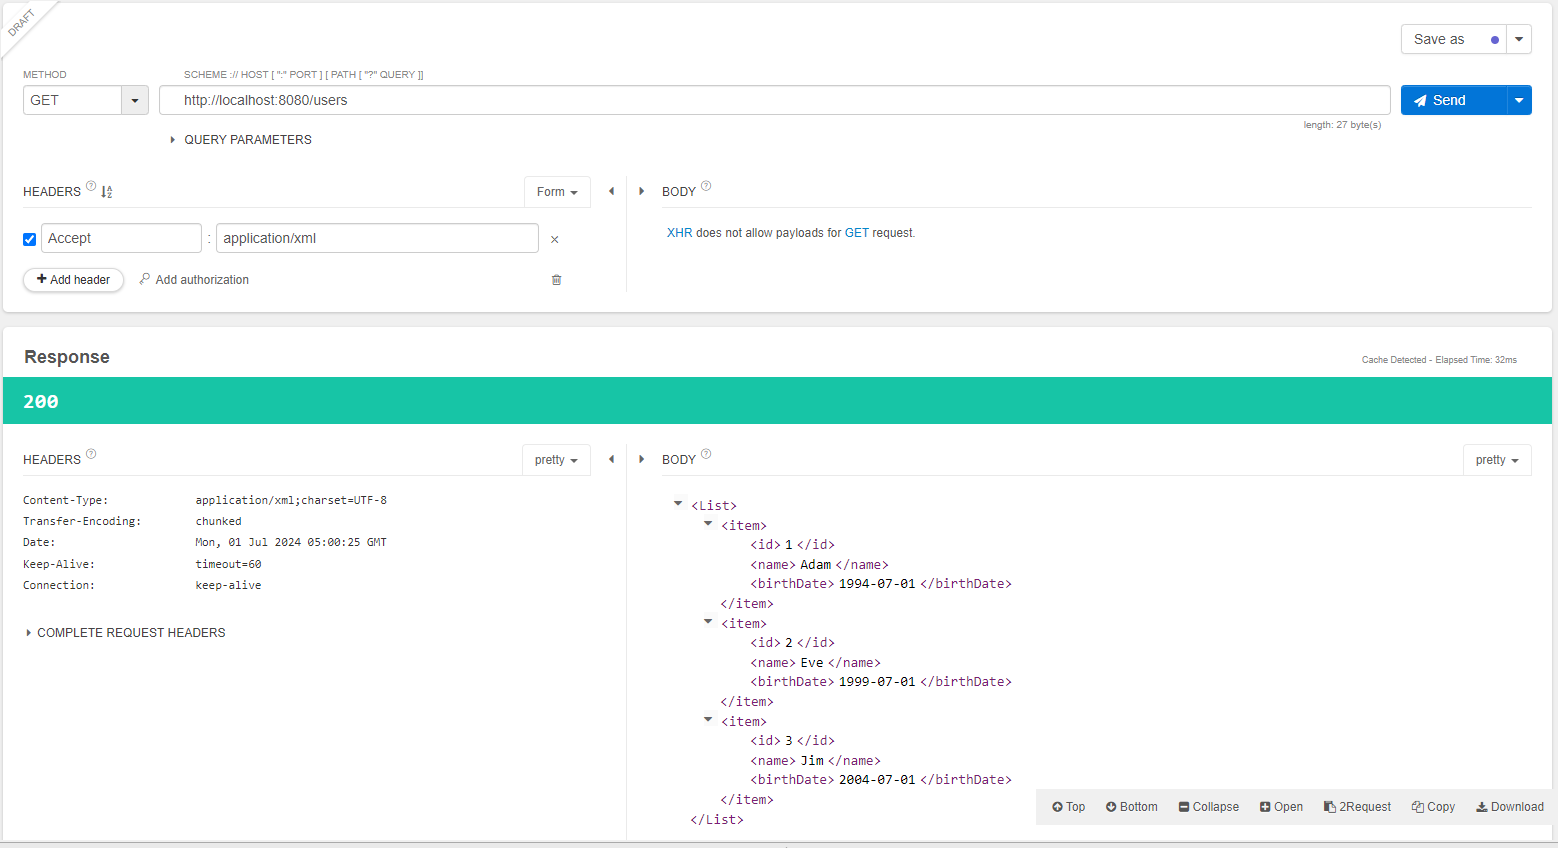 DRAFT
Save as
METHOD
SCHEME :// HOST [ ":" PORT ] [ PATH [ "?" QUERY ]]
GET
http://localhost:8080/users
Send
length: 27 byte(s)
QUERY PARAMETERS
HEADERS ?
Form
BODY ?
Accept : application/xml
XHR does not allow payloads for GET request.
Add header
Add authorization
Response
Cache Detected - Elapsed Time: 32ms
200
HEADERS ?
pretty
BODY ?
pretty
Content-Type: application/xml;charset=UTF-8
Transfer-Encoding: chunked
Date: Mon, 01 Jul 2024 05:00:25 GMT
Keep-Alive: timeout=60
Connection: keep-alive
COMPLETE REQUEST HEADERS
<List>
<item>
<id> 1 </id>
<name> Adam </name>
<birthDate> 1994-07-01 </birthDate>
</item>
<item>
<id> 2 </id>
<name> Eve </name>
<birthDate> 1999-07-01 </birthDate>
</item>
<item>
<id> 3 </id>
<name> Jim </name>
<birthDate> 2004-07-01 </birthDate>
</item>
</List>
Top Bottom Collapse Open 2Request Copy Download